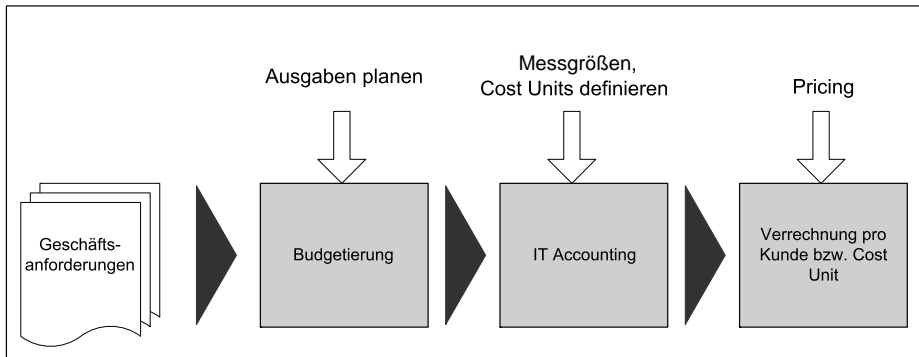 Ausgaben planen
Messgrößen,
Cost Units definieren
Pricing
Geschäfts-
anforderungen
Budgetierung
IT Accounting
Verrechnung pro
Kunde bzw. Cost
Unit